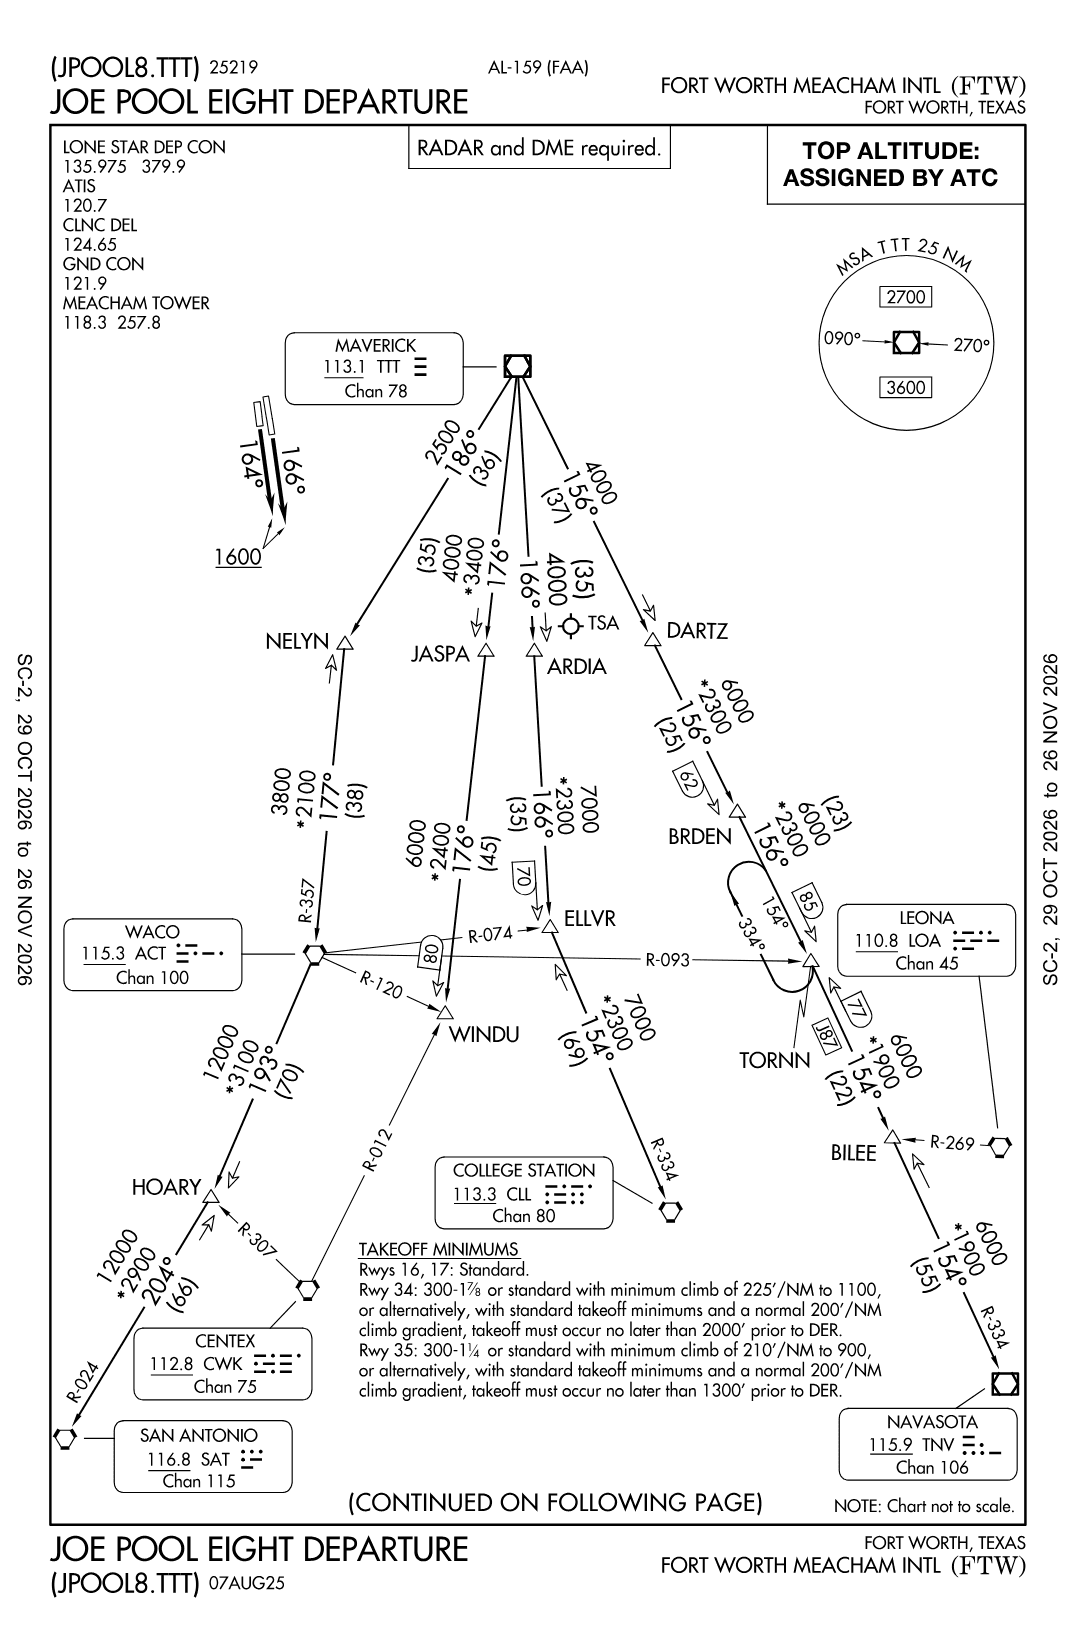 (JPOOL8.TTT) 25219
AL-159 (FAA)
JOE POOL EIGHT DEPARTURE
FORT WORTH MEACHAM INTL (FTW)
FORT WORTH, TEXAS
LONE STAR DEP CON
135.975 379.9
ATIS
120.7
CLNC DEL
124.65
GND CON
121.9
MEACHAM TOWER
118.3 257.8
RADAR and DME required.
TOP ALTITUDE:
ASSIGNED BY ATC
MSA TTT 25 NM
2700
090°
270°
3600
MAVERICK
113.1 TTT
Chan 78
164°
166°
1600
2500
186°
(36)
(35)
4000
*3400
176°
166°
4000
(35)
4000
156°
(37)
TSA
NELYN
JASPA
ARDIA
DARTZ
6000
*2300
156°
(25)
62
BRDEN
(23)
6000
*2300
156°
3800
*2100
177°
(38)
6000
*2400
176°
(45)
7000
*2300
166°
(35)
70
R-357
ELLVR
154°
334°
85
WACO
115.3 ACT
Chan 100
R-074
80
R-093
R-120
LEONA
110.8 LOA
Chan 45
WINDU
77
J87
TORNN
7000
*2300
154°
(69)
6000
*1900
154°
(22)
12000
*3100
193°
(70)
R-012
BILEE
R-269
R-334
HOARY
COLLEGE STATION
113.3 CLL
Chan 80
R-307
12000
*2900
204°
(66)
6000
*1900
154°
(55)
R-334
TAKEOFF MINIMUMS
Rwys 16, 17: Standard.
Rwy 34: 300-1⅞ or standard with minimum climb of 225'/NM to 1100,
or alternatively, with standard takeoff minimums and a normal 200'/NM
climb gradient, takeoff must occur no later than 2000' prior to DER.
Rwy 35: 300-1¼ or standard with minimum climb of 210'/NM to 900,
or alternatively, with standard takeoff minimums and a normal 200'/NM
climb gradient, takeoff must occur no later than 1300' prior to DER.
CENTEX
112.8 CWK
Chan 75
R-024
SAN ANTONIO
116.8 SAT
Chan 115
NAVASOTA
115.9 TNV
Chan 106
(CONTINUED ON FOLLOWING PAGE)
NOTE: Chart not to scale.
SC-2, 29 OCT 2026 to 26 NOV 2026
SC-2, 29 OCT 2026 to 26 NOV 2026
JOE POOL EIGHT DEPARTURE
(JPOOL8.TTT) 07AUG25
FORT WORTH, TEXAS
FORT WORTH MEACHAM INTL (FTW)